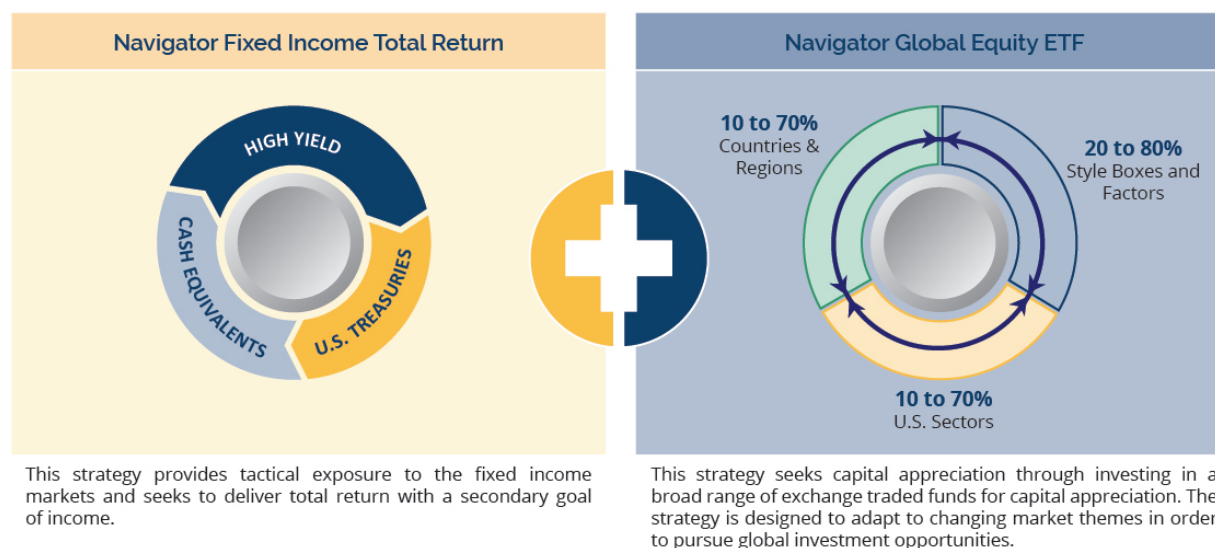 Navigator Fixed Income Total Return
HIGH YIELD
CASH EQUIVALENTS
U.S. TREASURIES
This strategy provides tactical exposure to the fixed income
markets and seeks to deliver total return with a secondary goal
of income.
Navigator Global Equity ETF
10 to 70%
Countries &
Regions
20 to 80%
Style Boxes and
Factors
10 to 70%
U.S. Sectors
This strategy seeks capital appreciation through investing in a
broad range of exchange traded funds for capital appreciation. The
strategy is designed to adapt to changing market themes in order
to pursue global investment opportunities.